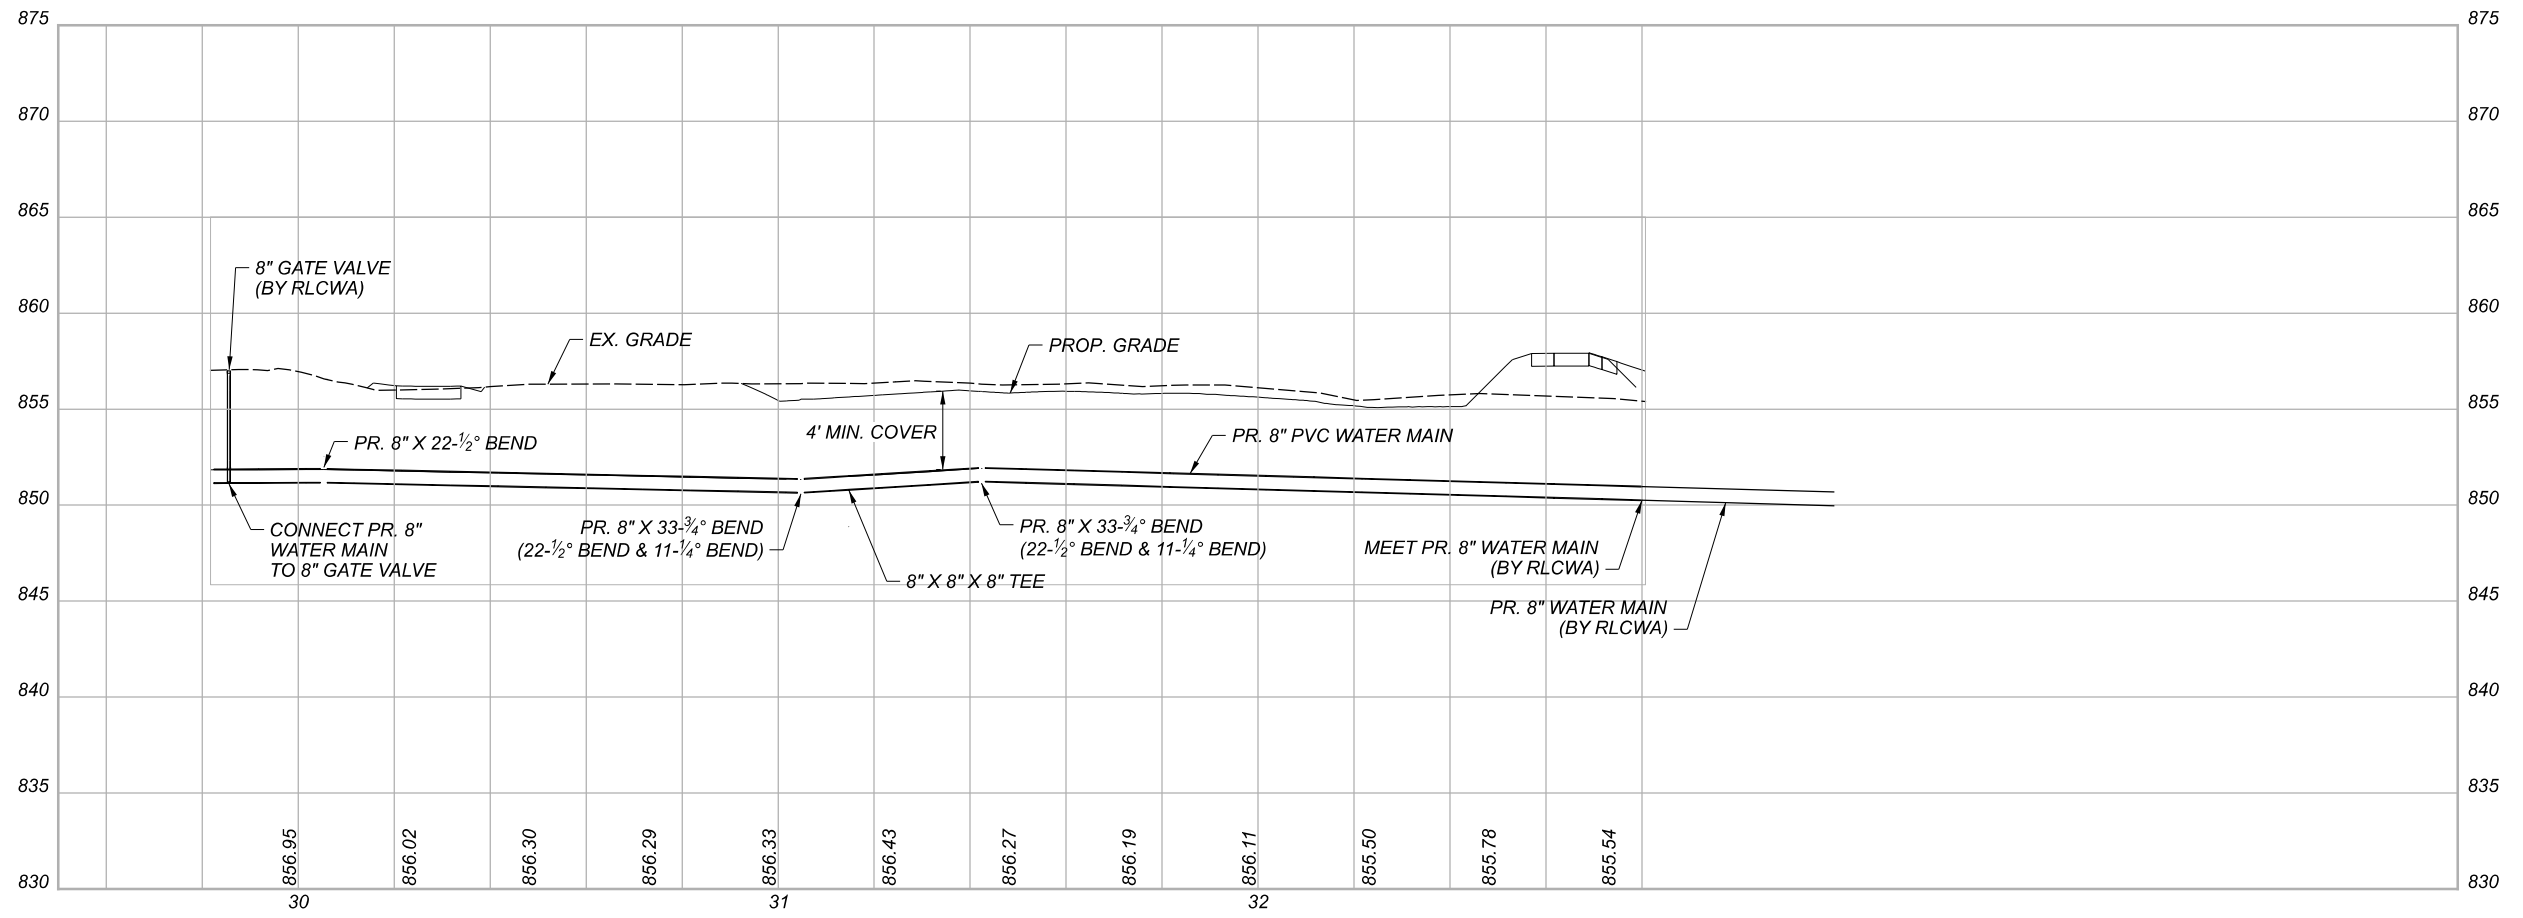 875
875
870
870
865
865
8" GATE VALVE
(BY RLCWA)
860
860
EX. GRADE
PROP. GRADE
855
855
4' MIN. COVER
PR. 8" X 22-½° BEND
PR. 8" PVC WATER MAIN
850
850
CONNECT PR. 8"
WATER MAIN
TO 8" GATE VALVE
PR. 8" X 33-¾° BEND
(22-½° BEND & 11-¼° BEND)
PR. 8" X 33-¾° BEND
(22-½° BEND & 11-¼° BEND)
8" X 8" X 8" TEE
MEET PR. 8" WATER MAIN
(BY RLCWA)
845
845
PR. 8" WATER MAIN
(BY RLCWA)
840
840
835
835
856.95
856.02
856.30
856.29
856.33
856.43
856.27
856.19
856.11
855.50
855.78
855.54
830
830
30
31
32